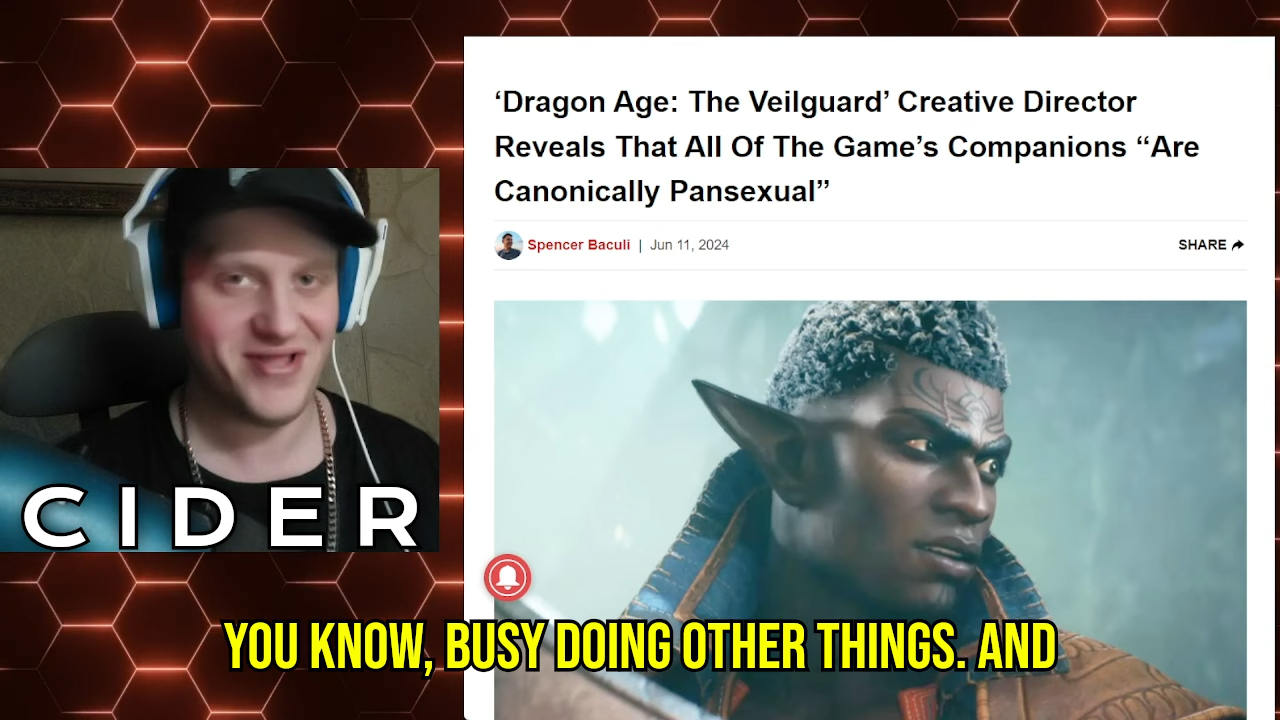 ‘Dragon Age: The Veilguard’ Creative Director
Reveals That All Of The Game’s Companions “Are
Canonically Pansexual”
Spencer Baculi | Jun 11, 2024
SHARE
CIDER
YOU KNOW, BUSY DOING OTHER THINGS. AND